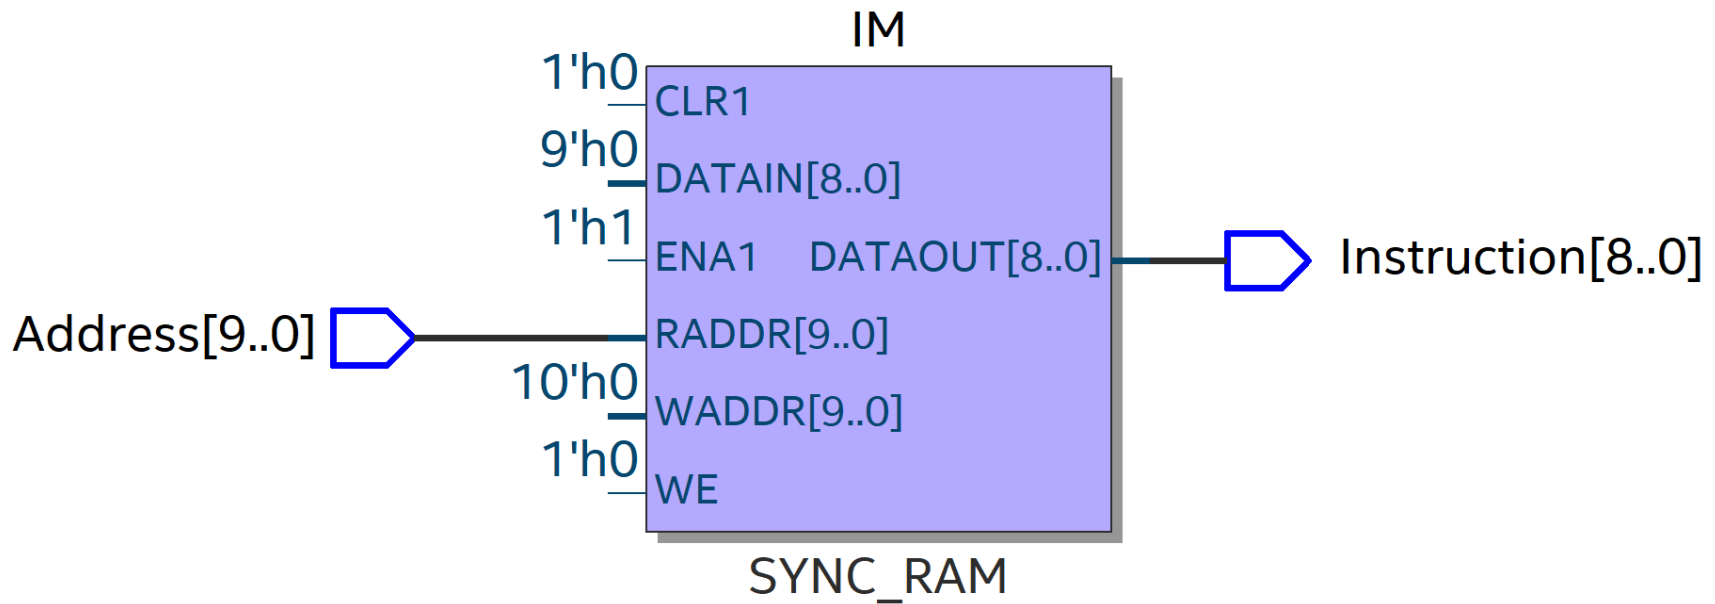 IM
1'h0
CLR1
9'h0
DATAIN[8..0]
1'h1
ENA1 DATAOUT[8..0]
Instruction[8..0]
Address[9..0]
RADDR[9..0]
10'h0
WADDR[9..0]
1'h0
WE
SYNC_RAM